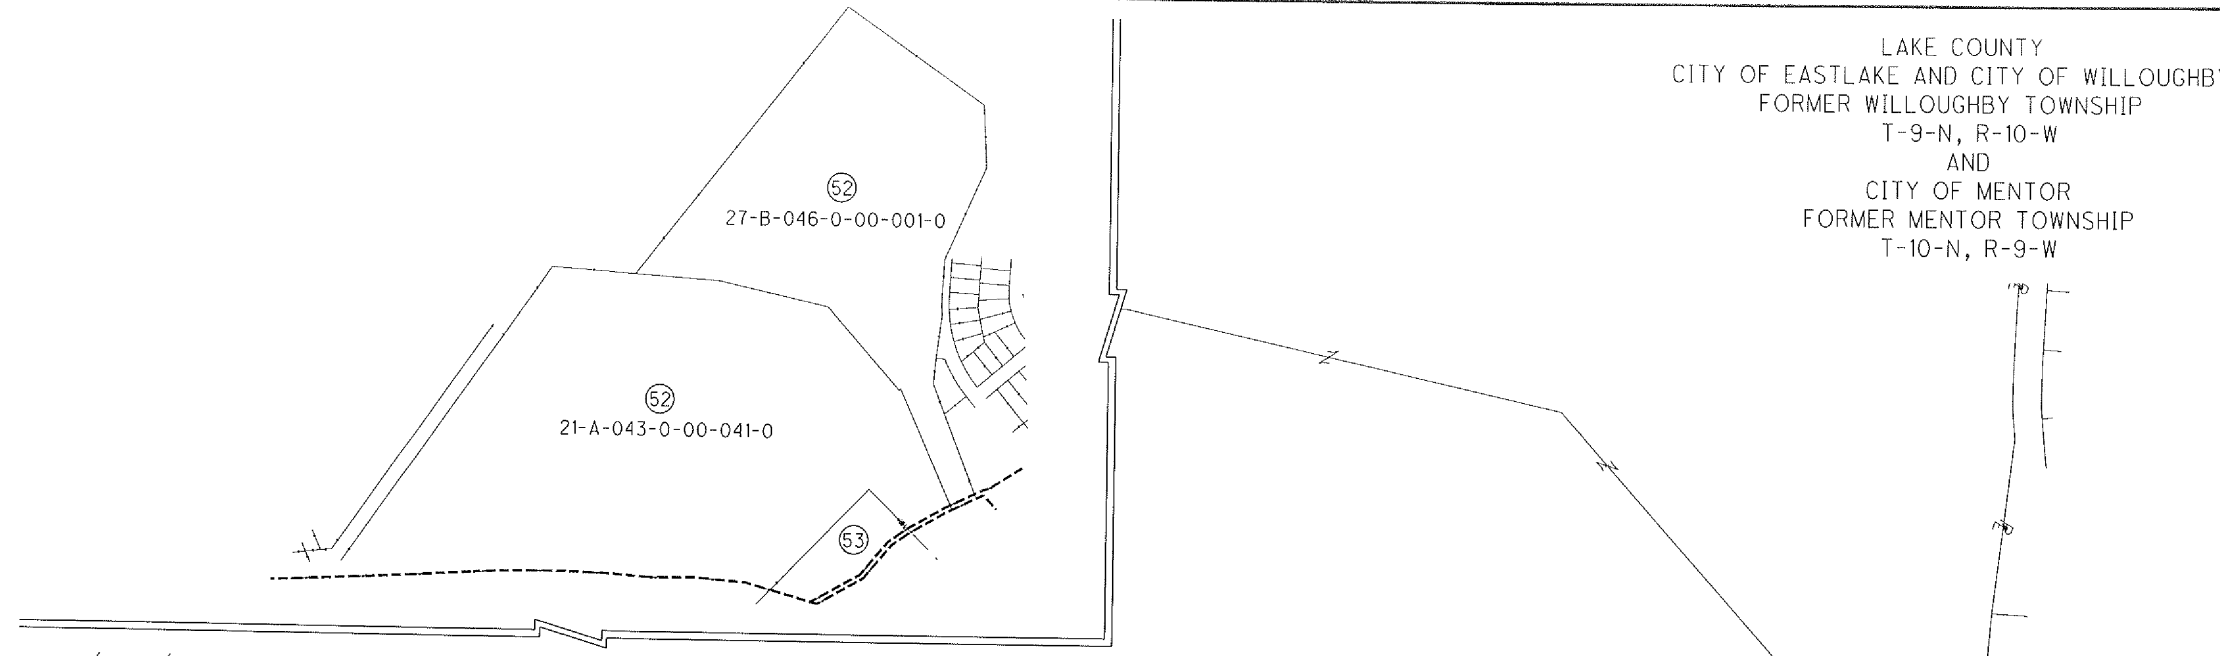 LAKE COUNTY
CITY OF EASTLAKE AND CITY OF WILLOUGHBY
FORMER WILLOUGHBY TOWNSHIP
T-9-N, R-10-W
AND
CITY OF MENTOR
FORMER MENTOR TOWNSHIP
T-10-N, R-9-W
52
27-B-046-0-00-001-0
52
21-A-043-0-00-041-0
53